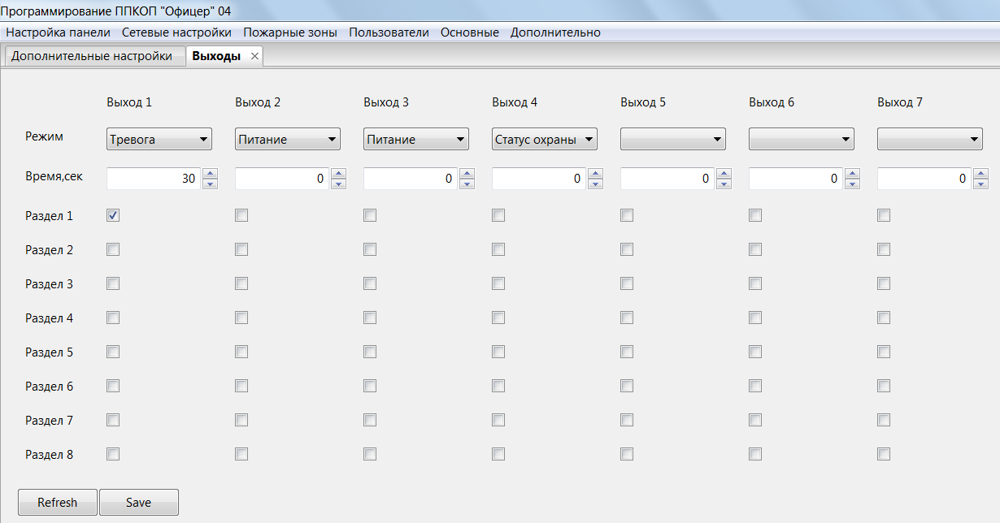 Программирование ППКОП "Офицер" 04
Настройка панели Сетевые настройки Пожарные зоны Пользователи Основные Дополнительно
Дополнительные настройки Выходы
Выход 1 Выход 2 Выход 3 Выход 4 Выход 5 Выход 6 Выход 7
Режим Тревога Питание Питание Статус охраны
Время,сек 30 0 0 0 0 0 0
Раздел 1
Раздел 2
Раздел 3
Раздел 4
Раздел 5
Раздел 6
Раздел 7
Раздел 8
Refresh Save